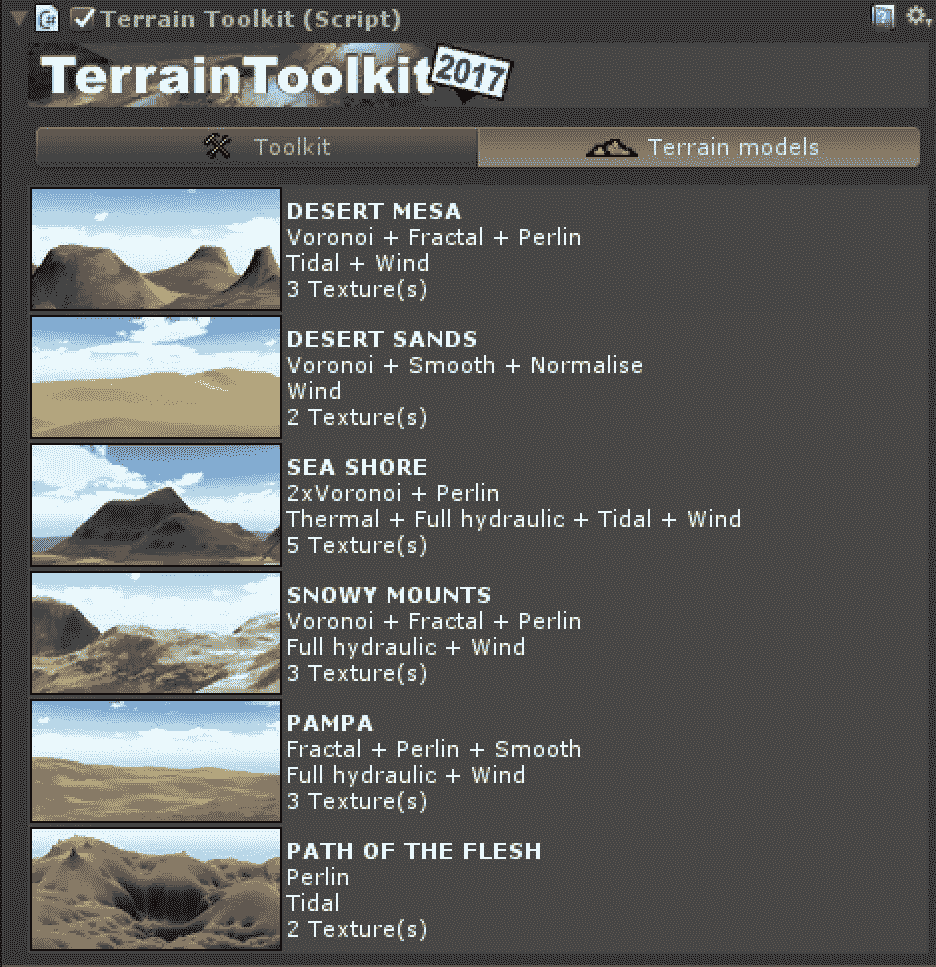 Terrain Toolkit (Script)
TerrainToolkit 2017
Toolkit
Terrain models
DESERT MESA
Voronoi + Fractal + Perlin
Tidal + Wind
3 Texture(s)
DESERT SANDS
Voronoi + Smooth + Normalise
Wind
2 Texture(s)
SEA SHORE
2xVoronoi + Perlin
Thermal + Full hydraulic + Tidal + Wind
5 Texture(s)
SNOWY MOUNTS
Voronoi + Fractal + Perlin
Full hydraulic + Wind
3 Texture(s)
PAMPA
Fractal + Perlin + Smooth
Full hydraulic + Wind
3 Texture(s)
PATH OF THE FLESH
Perlin
Tidal
2 Texture(s)